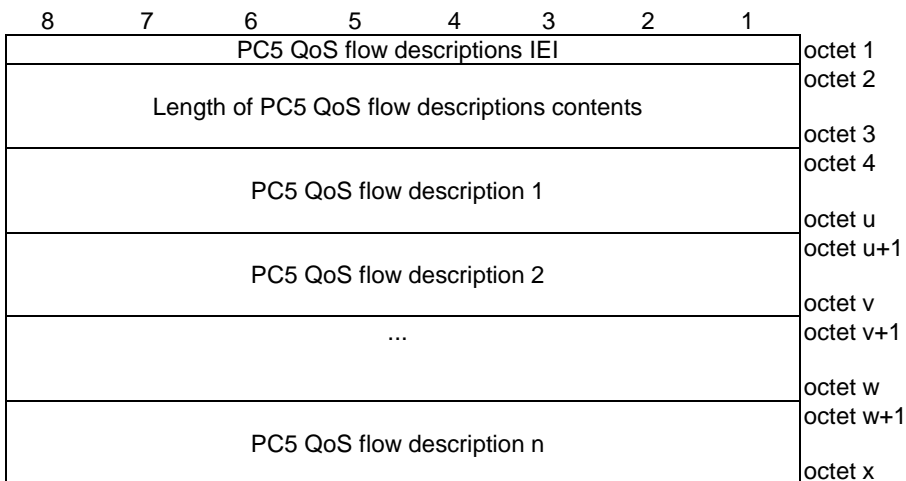 8 7 6 5 4 3 2 1
PC5 QoS flow descriptions IEI octet 1
octet 2
Length of PC5 QoS flow descriptions contents
octet 3
octet 4
PC5 QoS flow description 1
octet u
octet u+1
PC5 QoS flow description 2
octet v
... octet v+1
octet w
octet w+1
PC5 QoS flow description n
octet x